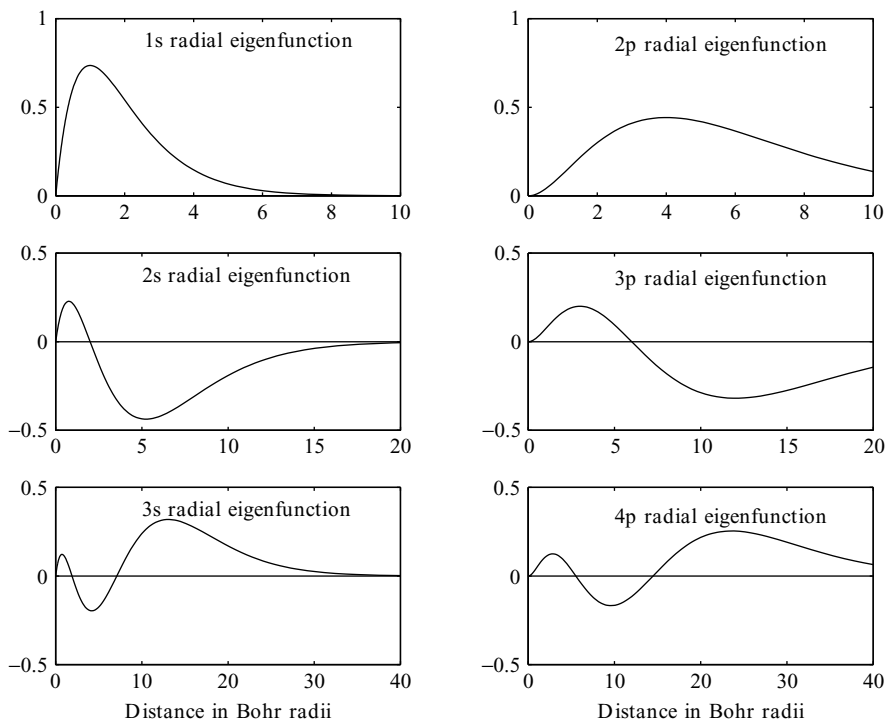 1s radial eigenfunction
1
0.5
0
0 2 4 6 8 10
2p radial eigenfunction
1
0.5
0
0 2 4 6 8 10
2s radial eigenfunction
0.5
0
−0.5
0 5 10 15 20
3p radial eigenfunction
0.5
0
−0.5
0 5 10 15 20
3s radial eigenfunction
0.5
0
−0.5
0 10 20 30 40
Distance in Bohr radii
4p radial eigenfunction
0.5
0
−0.5
0 10 20 30 40
Distance in Bohr radii